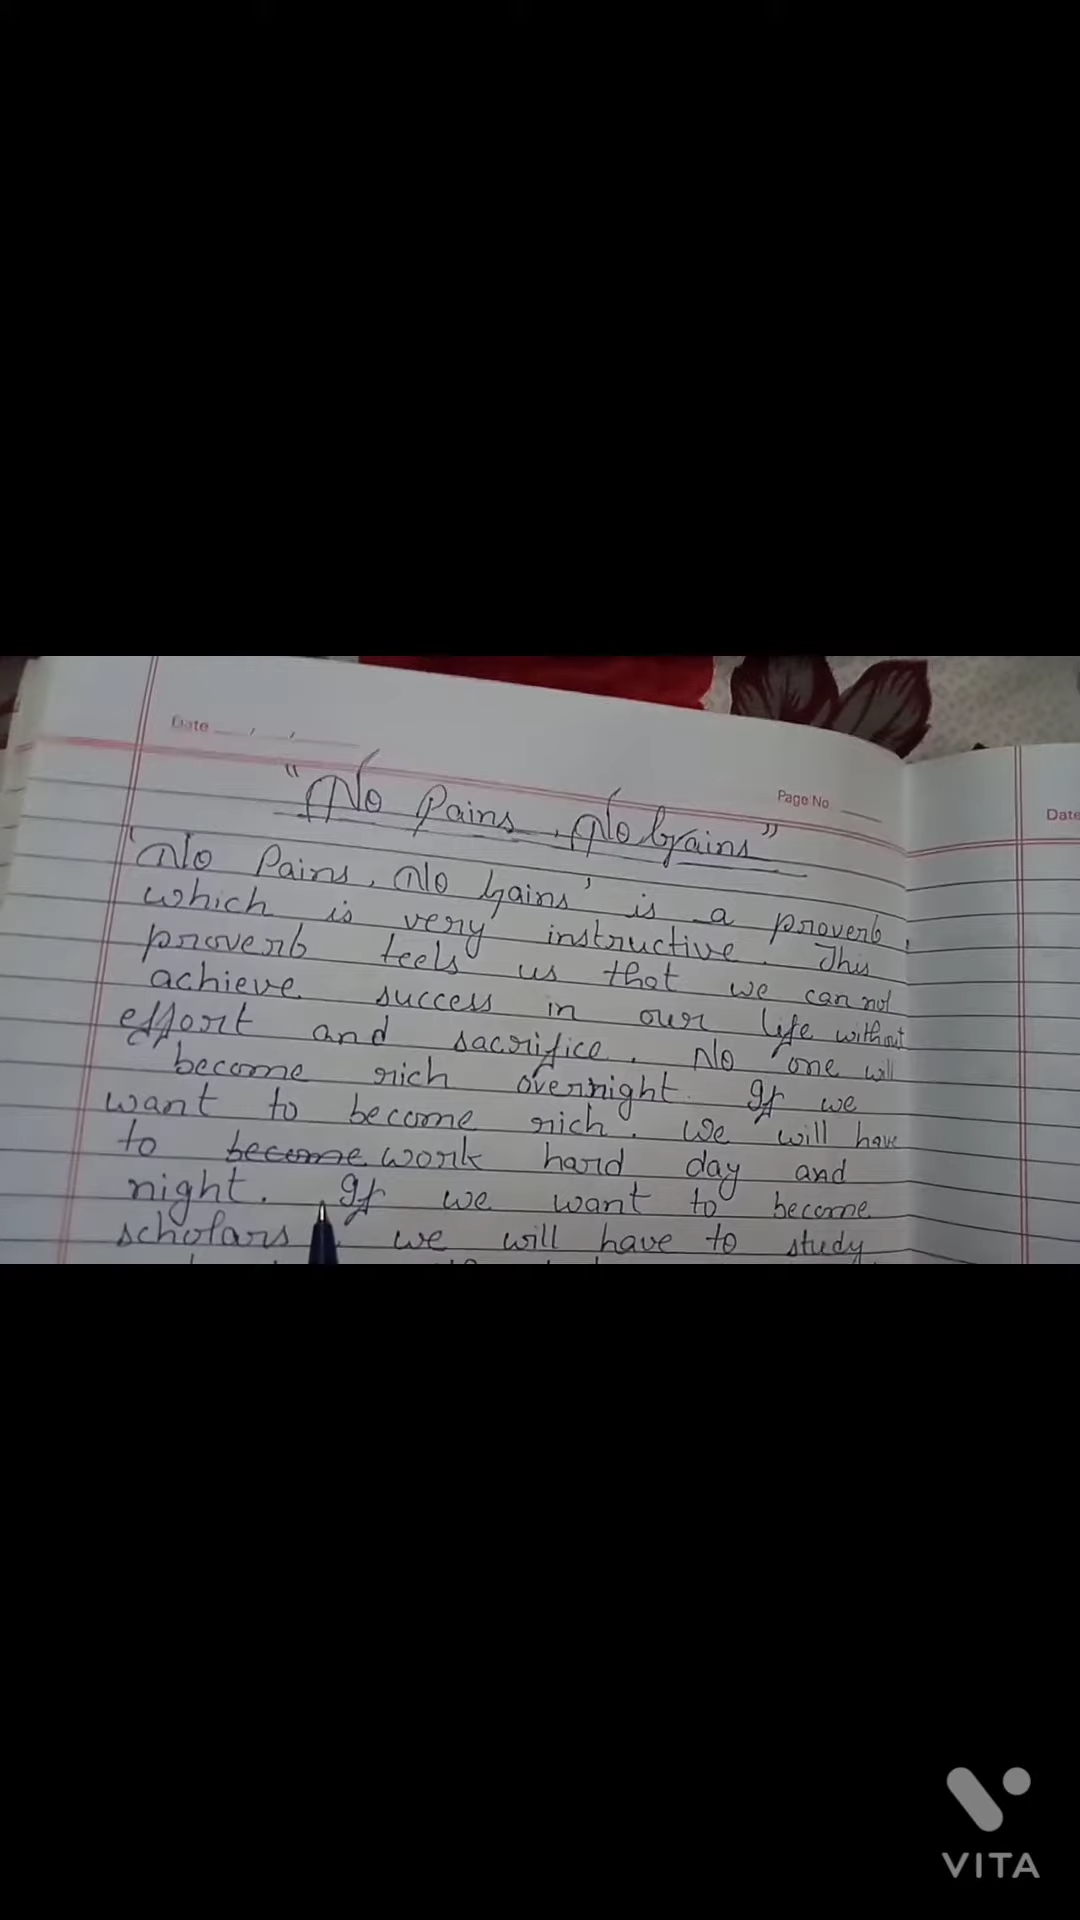 Date
Page No
Date
"No Pains, No Gains"
'No Pains, No Gains' is a proverb,
which is very instructive. This
proverb teels us that we can not
achieve success in our life without
effort and sacrifice. No one will
become rich overnight. If we
want to become rich. We will have
to become work hard day and
night. If we want to become
scholars, we will have to study
VITA